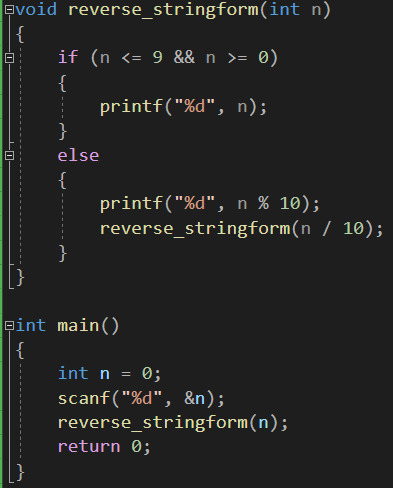 void reverse_stringform(int n)
{
    if (n <= 9 && n >= 0)
    {
        printf("%d", n);
    }
    else
    {
        printf("%d", n % 10);
        reverse_stringform(n / 10);
    }
}

int main()
{
    int n = 0;
    scanf("%d", &n);
    reverse_stringform(n);
    return 0;
}